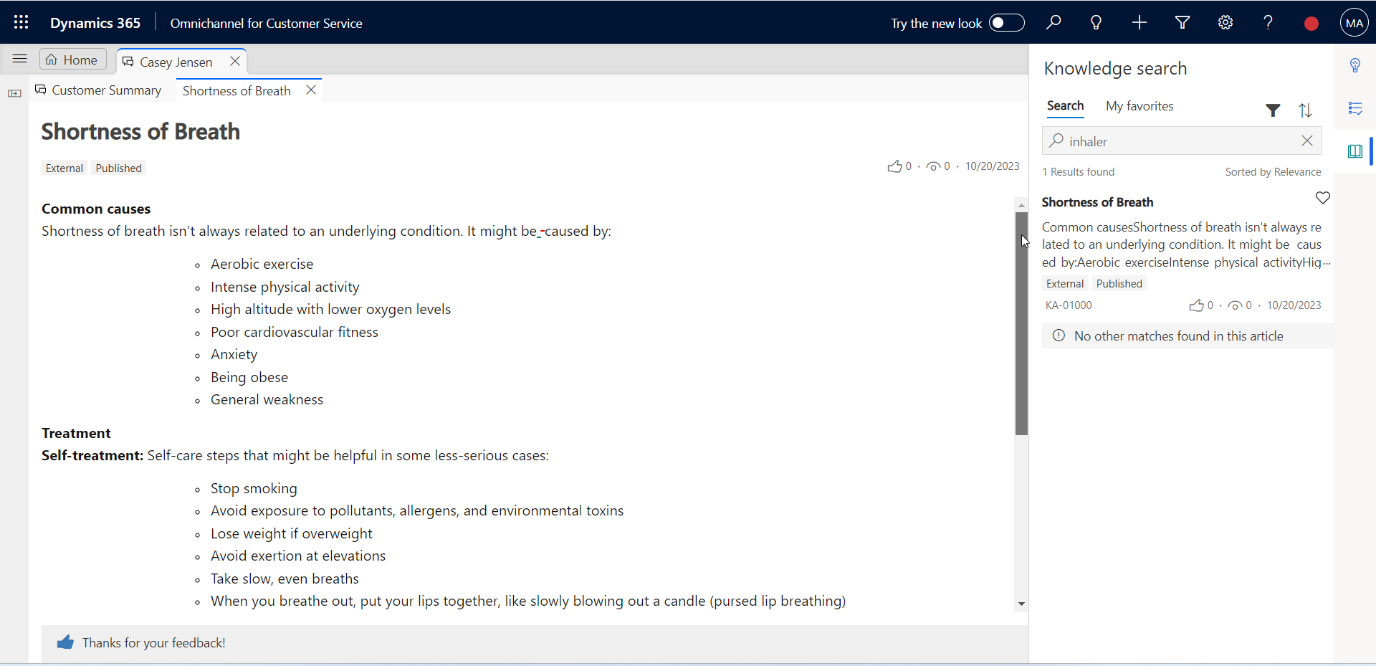 Dynamics 365
Omnichannel for Customer Service
Try the new look
MA
Home
Casey Jensen
Customer Summary
Shortness of Breath
Shortness of Breath
External
Published
0 · 0 · 10/20/2023
Common causes
Shortness of breath isn't always related to an underlying condition. It might be -caused by:
Aerobic exercise
Intense physical activity
High altitude with lower oxygen levels
Poor cardiovascular fitness
Anxiety
Being obese
General weakness
Treatment
Self-treatment: Self-care steps that might be helpful in some less-serious cases:
Stop smoking
Avoid exposure to pollutants, allergens, and environmental toxins
Lose weight if overweight
Avoid exertion at elevations
Take slow, even breaths
When you breathe out, put your lips together, like slowly blowing out a candle (pursed lip breathing)
Thanks for your feedback!
Knowledge search
Search
My favorites
inhaler
1 Results found
Sorted by Relevance
Shortness of Breath
Common causesShortness of breath isn't always re
lated to an underlying condition. It might be caus
ed by:Aerobic exerciseIntense physical activityHig...
External
Published
KA-01000
0 · 0 · 10/20/2023
No other matches found in this article